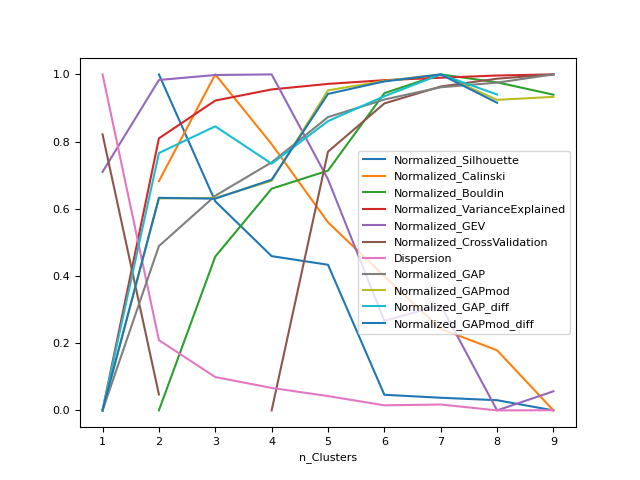 1.0
0.8
0.6
0.4
0.2
0.0
Normalized_Silhouette
Normalized_Calinski
Normalized_Bouldin
Normalized_VarianceExplained
Normalized_GEV
Normalized_CrossValidation
Dispersion
Normalized_GAP
Normalized_GAPmod
Normalized_GAP_diff
Normalized_GAPmod_diff
1 2 3 4 5 6 7 8 9
n_Clusters